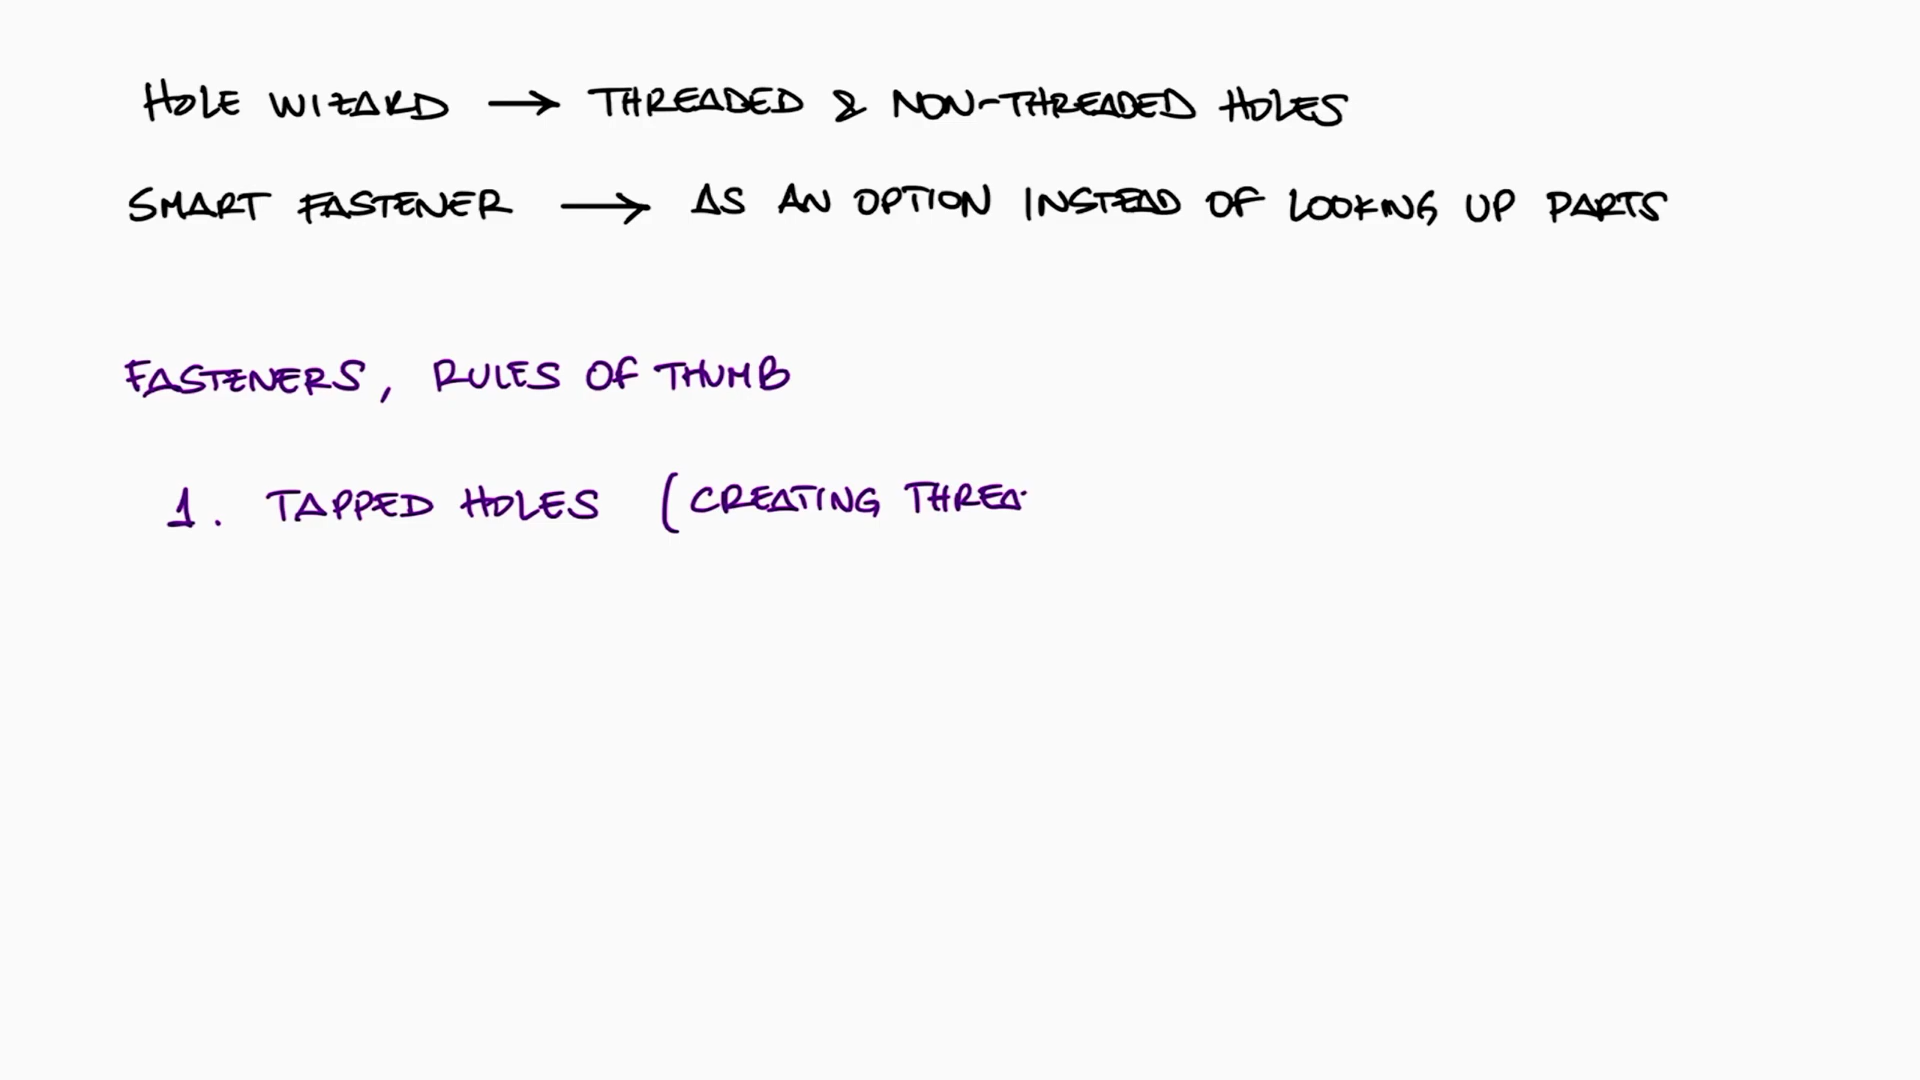 HOLE WIZARD → THREADED & NON-THREADED HOLES
SMART FASTENER → AS AN OPTION INSTEAD OF LOOKING UP PARTS
FASTENERS, RULES OF THUMB
1. TAPPED HOLES (CREATING THREA